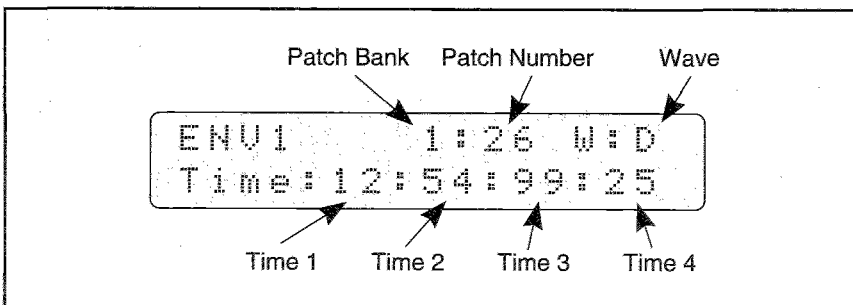 Patch Bank Patch Number Wave
ENV1 1:26 W:D
Time:12:54:99:25
Time 1 Time 2 Time 3 Time 4